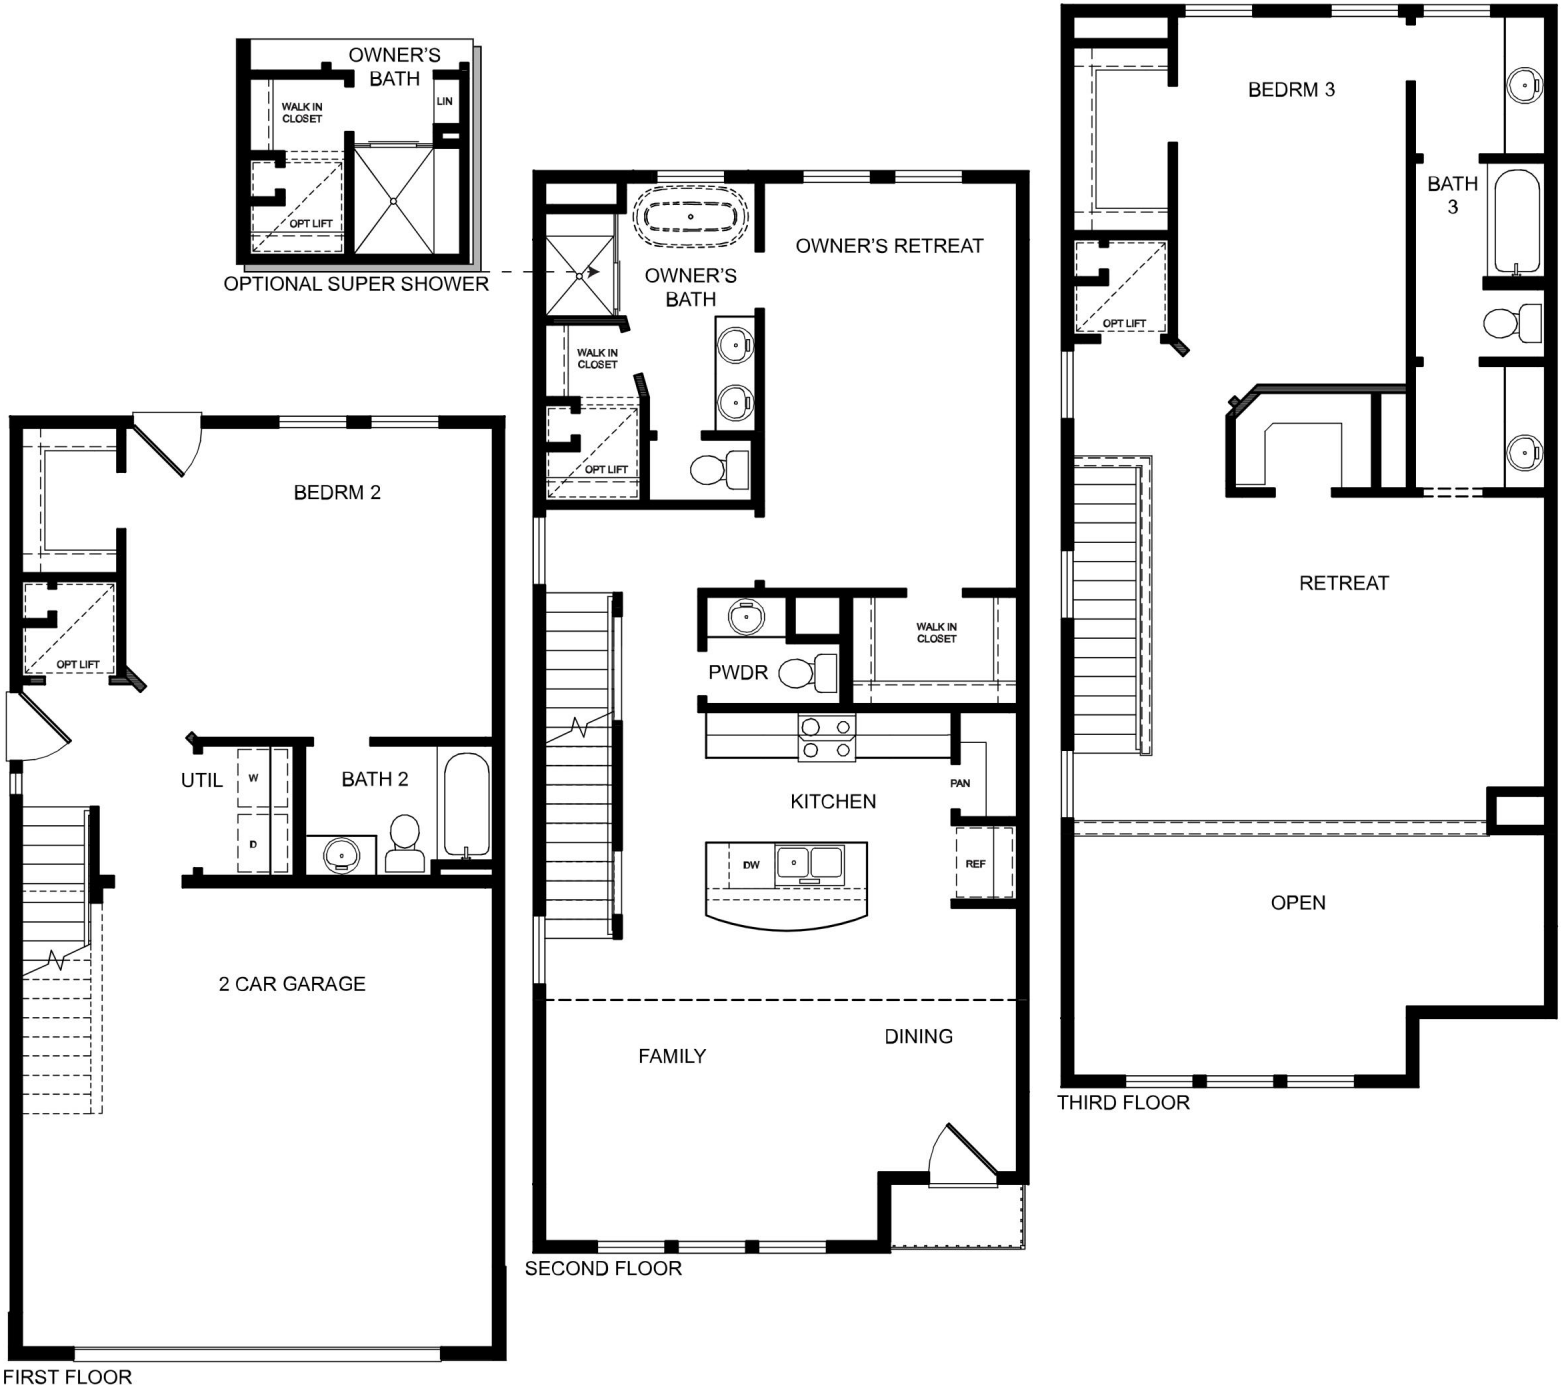 OWNER'S
BATH
WALK IN
CLOSET
LIN
OPT LIFT
OPTIONAL SUPER SHOWER
BEDRM 2
OPT LIFT
UTIL
W
D
BATH 2
2 CAR GARAGE
FIRST FLOOR
OWNER'S RETREAT
OWNER'S
BATH
WALK IN
CLOSET
OPT LIFT
WALK IN
CLOSET
PWDR
PAN
KITCHEN
DW
REF
DINING
FAMILY
SECOND FLOOR
BEDRM 3
BATH
3
OPT LIFT
RETREAT
OPEN
THIRD FLOOR